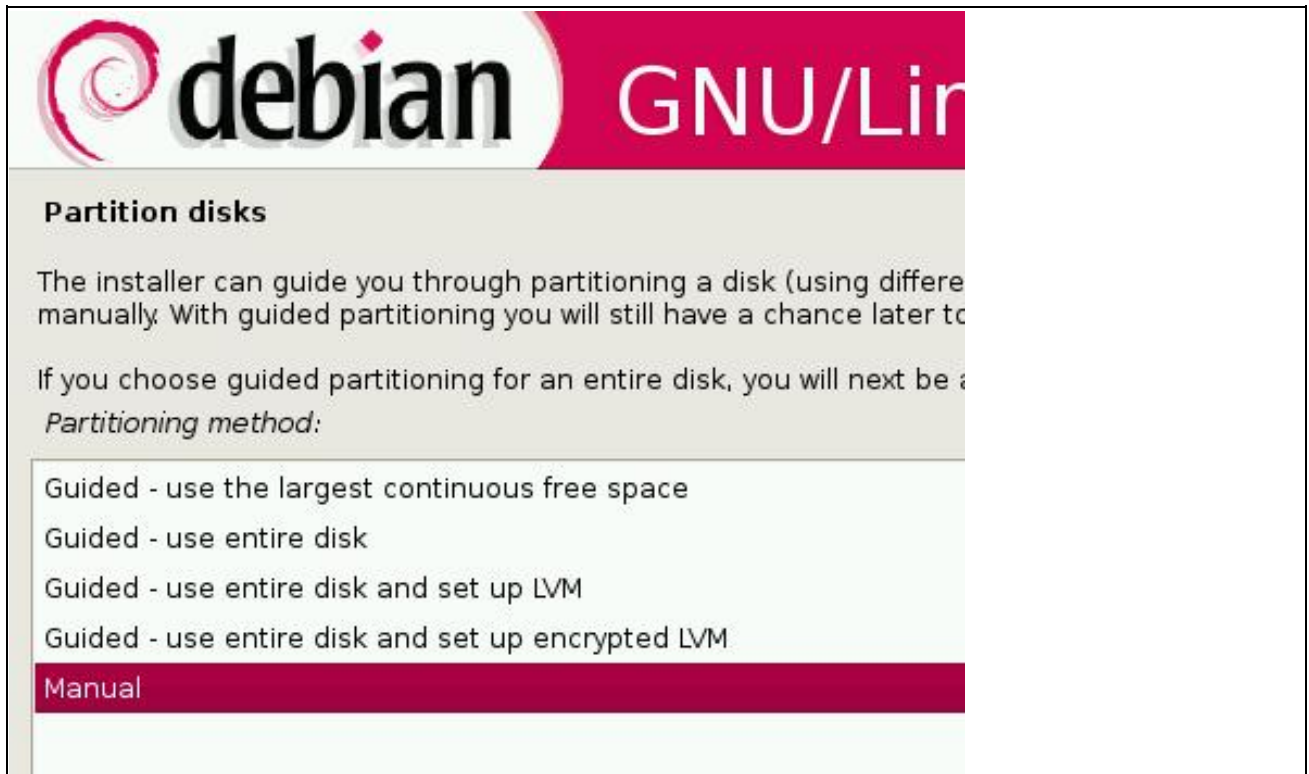 debian GNU/Lin
Partition disks
The installer can guide you through partitioning a disk (using differe
manually. With guided partitioning you will still have a chance later to
If you choose guided partitioning for an entire disk, you will next be a
Partitioning method:
Guided - use the largest continuous free space
Guided - use entire disk
Guided - use entire disk and set up LVM
Guided - use entire disk and set up encrypted LVM
Manual